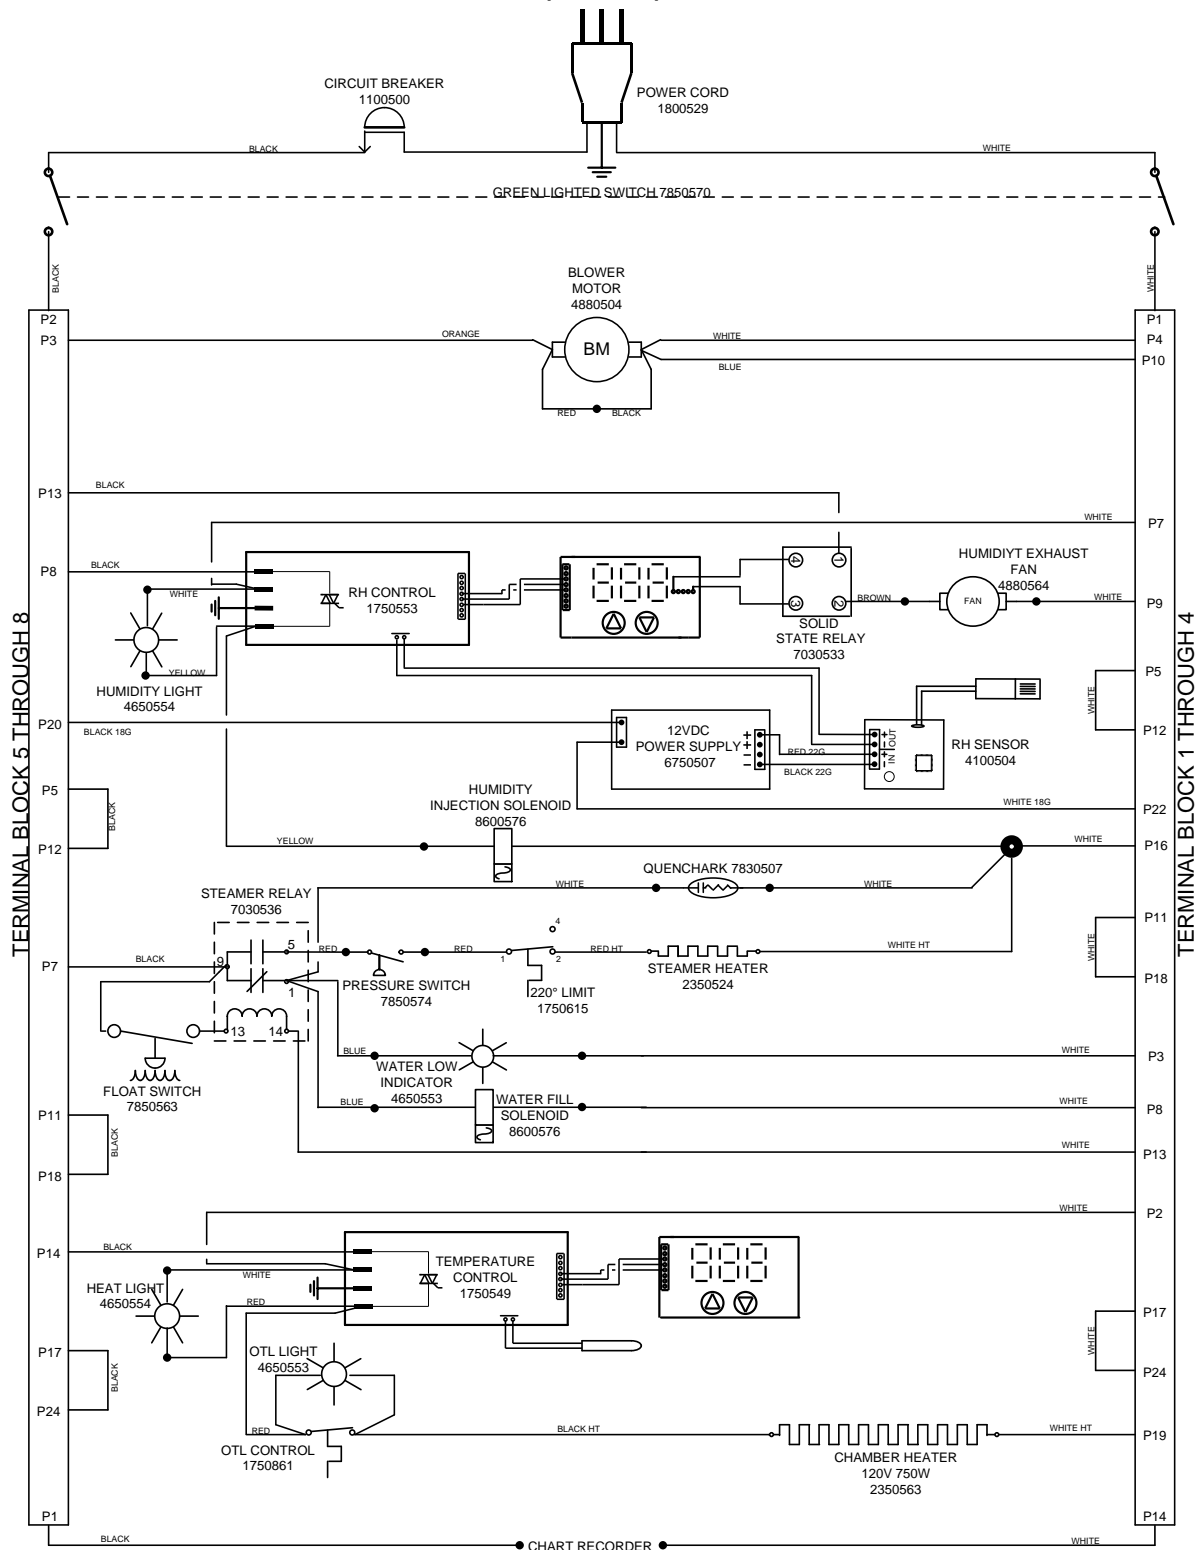 CIRCUIT BREAKER
1100500
POWER CORD
1800529
BLACK
WHITE
GREEN LIGHTED SWITCH 7850570
BLACK
WHITE
BLOWER
MOTOR
4880504
P2
P1
P3
ORANGE
BM
WHITE
P4
BLUE
P10
RED
BLACK
P13
BLACK
WHITE
P7
P8
BLACK
WHITE
RH CONTROL
1750553
4
1
3
2
SOLID
STATE RELAY
7030533
BROWN
HUMIDIYT EXHAUST
FAN
4880564
FAN
WHITE
P9
YELLOW
HUMIDITY LIGHT
4650554
P5
WHITE
P12
TERMINAL BLOCK 5 THROUGH 8
TERMINAL BLOCK 1 THROUGH 4
P20
BLACK 18G
12VDC
POWER SUPPLY
6750507
+
+
−
−
RED 22G
BLACK 22G
+
−
+
−
OUT
IN
RH SENSOR
4100504
P5
BLACK
P12
HUMIDITY
INJECTION SOLENOID
8600576
WHITE 18G
P22
YELLOW
WHITE
P16
QUENCHARK 7830507
WHITE
WHITE
STEAMER RELAY
7030536
P11
WHITE
P18
P7
BLACK
9
5
1
13
14
RED
PRESSURE SWITCH
7850574
RED
4
1
2
220° LIMIT
1750615
RED HT
STEAMER HEATER
2350524
WHITE HT
FLOAT SWITCH
7850563
BLUE
WATER LOW
INDICATOR
4650553
WHITE
P3
BLUE
WATER FILL
SOLENOID
8600576
WHITE
P8
P11
BLACK
P18
WHITE
P13
WHITE
P2
P14
BLACK
WHITE
HEAT LIGHT
4650554
RED
TEMPERATURE
CONTROL
1750549
P17
WHITE
P24
P17
BLACK
P24
OTL LIGHT
4650553
RED
OTL CONTROL
1750861
BLACK HT
CHAMBER HEATER
120V 750W
2350563
WHITE HT
P19
P1
P14
BLACK
CHART RECORDER
WHITE